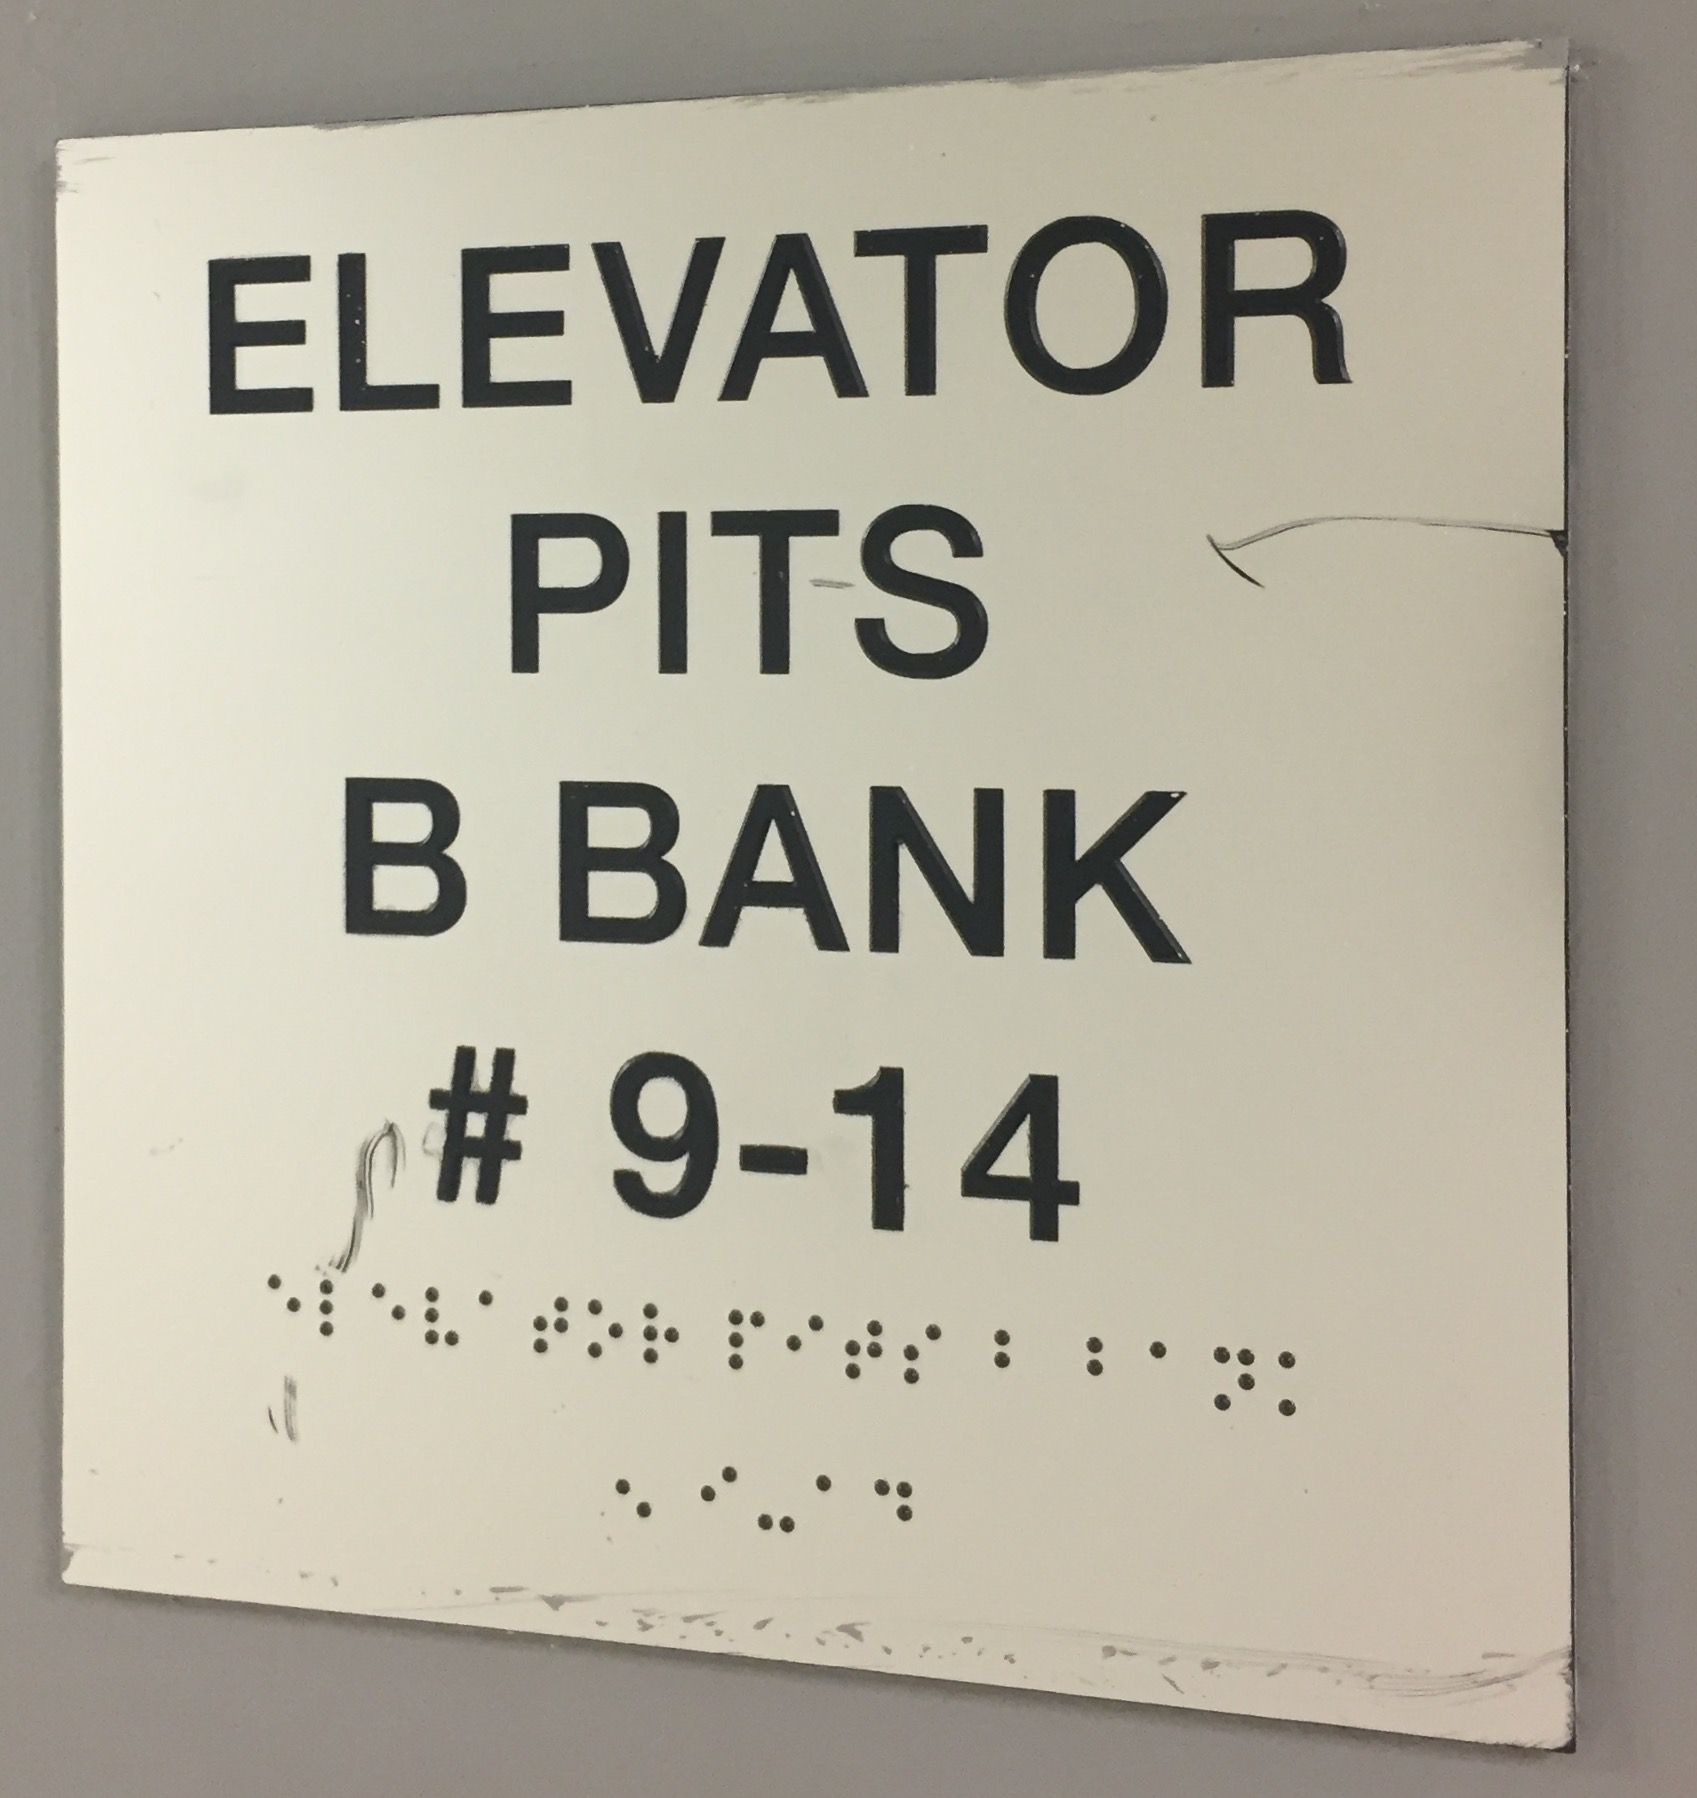 ELEVATOR
PITS
B BANK
# 9-14
⠑⠇⠑⠧⠁⠞⠕⠗ ⠏⠊⠞⠎ ⠃ ⠃⠁⠝⠅
⠑ ⠊⠤⠁⠙